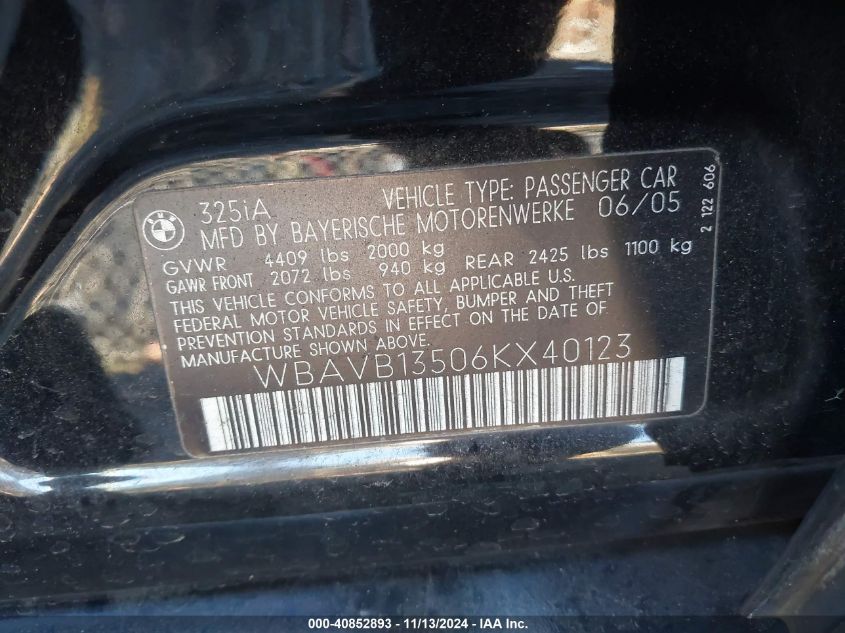 325iA VEHICLE TYPE: PASSENGER CAR
MFD BY BAYERISCHE MOTORENWERKE 06/05
GVWR 4409 lbs 2000 kg
GAWR FRONT 2072 lbs 940 kg REAR 2425 lbs 1100 kg
THIS VEHICLE CONFORMS TO ALL APPLICABLE U.S.
FEDERAL MOTOR VEHICLE SAFETY, BUMPER AND THEFT
PREVENTION STANDARDS IN EFFECT ON THE DATE OF
MANUFACTURE SHOWN ABOVE.
WBAVB13506KX40123
2 122 606
BMW
000-40852893 - 11/13/2024 - IAA Inc.